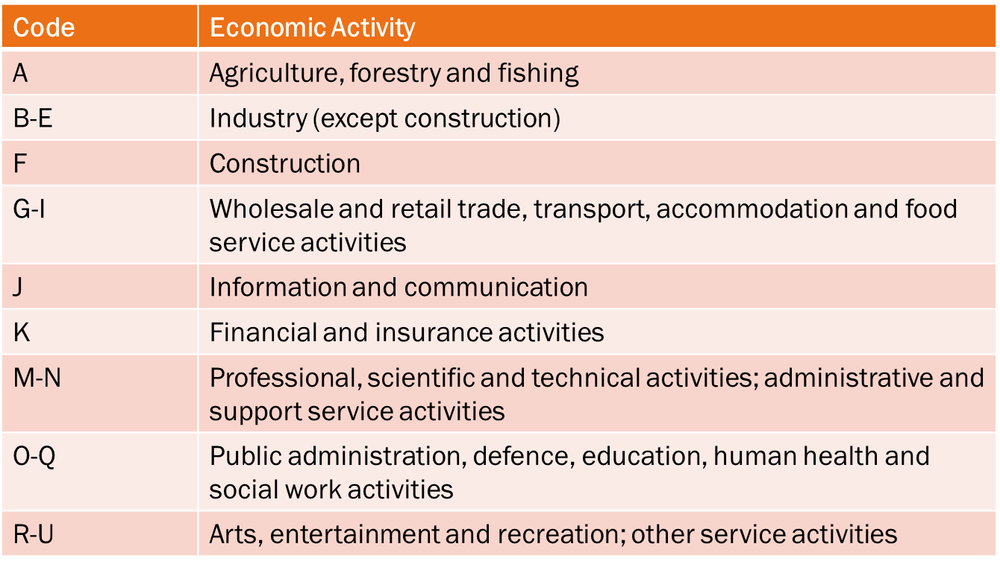 Code Economic Activity
A Agriculture, forestry and fishing
B-E Industry (except construction)
F Construction
G-I Wholesale and retail trade, transport, accommodation and food
service activities
J Information and communication
K Financial and insurance activities
M-N Professional, scientific and technical activities; administrative and
support service activities
O-Q Public administration, defence, education, human health and
social work activities
R-U Arts, entertainment and recreation; other service activities